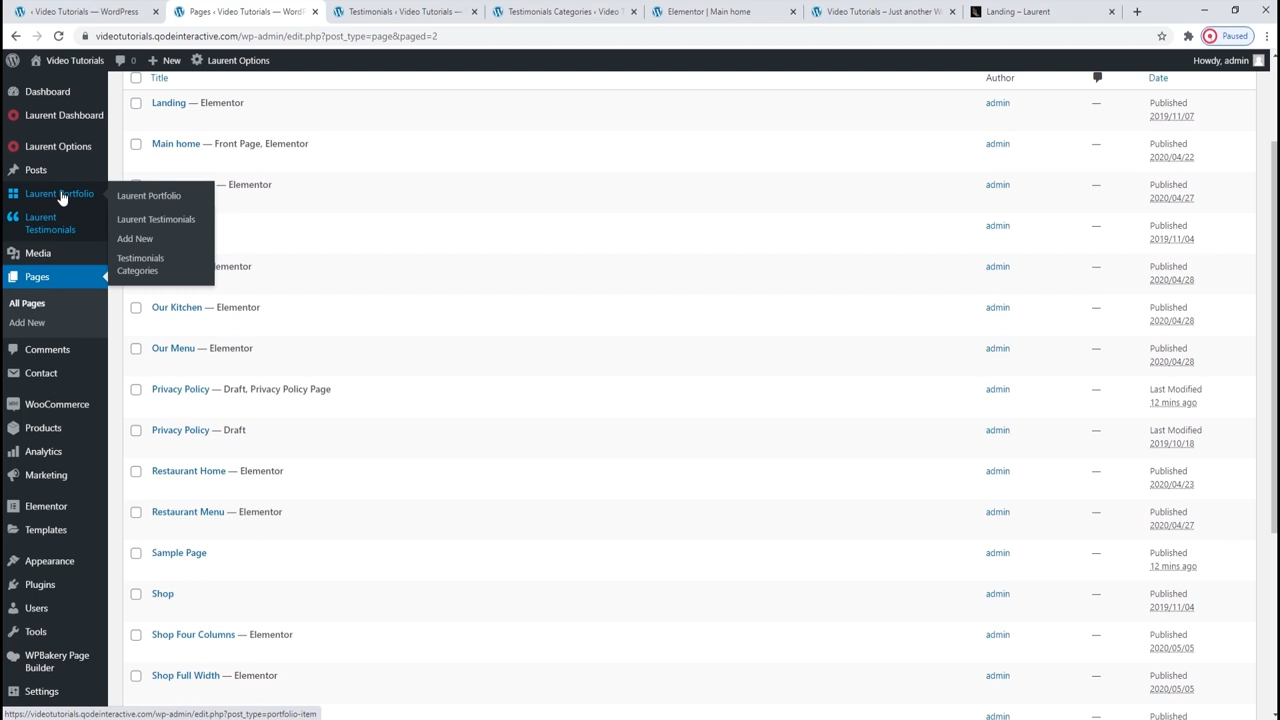 ‹ Video Tutorials — WordPress
Pages ‹ Video Tutorials — WordP
Testimonials ‹ Video Tutorials —
Testimonials Categories ‹ Video T
Elementor | Main home
Video Tutorials – Just another W
Landing – Laurent
videotutorials.qodeinteractive.com/wp-admin/edit.php?post_type=page&paged=2
Paused
Video Tutorials
0
New
Laurent Options
Howdy, admin
Dashboard
Laurent Dashboard
Laurent Options
Posts
Laurent Portfolio
Laurent
Testimonials
Media
Pages
All Pages
Add New
Comments
Contact
WooCommerce
Products
Analytics
Marketing
Elementor
Templates
Appearance
Plugins
Users
Tools
WPBakery Page
Builder
Settings
Laurent Portfolio
Laurent Testimonials
Add New
Testimonials
Categories
Title
Author
Date
Landing — Elementor
admin
—
Published
2019/11/07
Main home — Front Page, Elementor
admin
—
Published
2020/04/22
— Elementor
admin
—
Published
2020/04/27
admin
—
Published
2019/11/04
admin
—
Published
2020/04/28
Our Kitchen — Elementor
admin
—
Published
2020/04/28
Our Menu — Elementor
admin
—
Published
2020/04/28
Privacy Policy — Draft, Privacy Policy Page
admin
—
Last Modified
12 mins ago
Privacy Policy — Draft
admin
—
Last Modified
2019/10/18
Restaurant Home — Elementor
admin
—
Published
2020/04/23
Restaurant Menu — Elementor
admin
—
Published
2020/04/27
Sample Page
admin
—
Published
12 mins ago
Shop
admin
—
Published
2019/11/04
Shop Four Columns — Elementor
admin
—
Published
2020/05/05
Shop Full Width — Elementor
admin
—
Published
2020/05/05
admin
—
Published
https://videotutorials.qodeinteractive.com/wp-admin/edit.php?post_type=portfolio-item